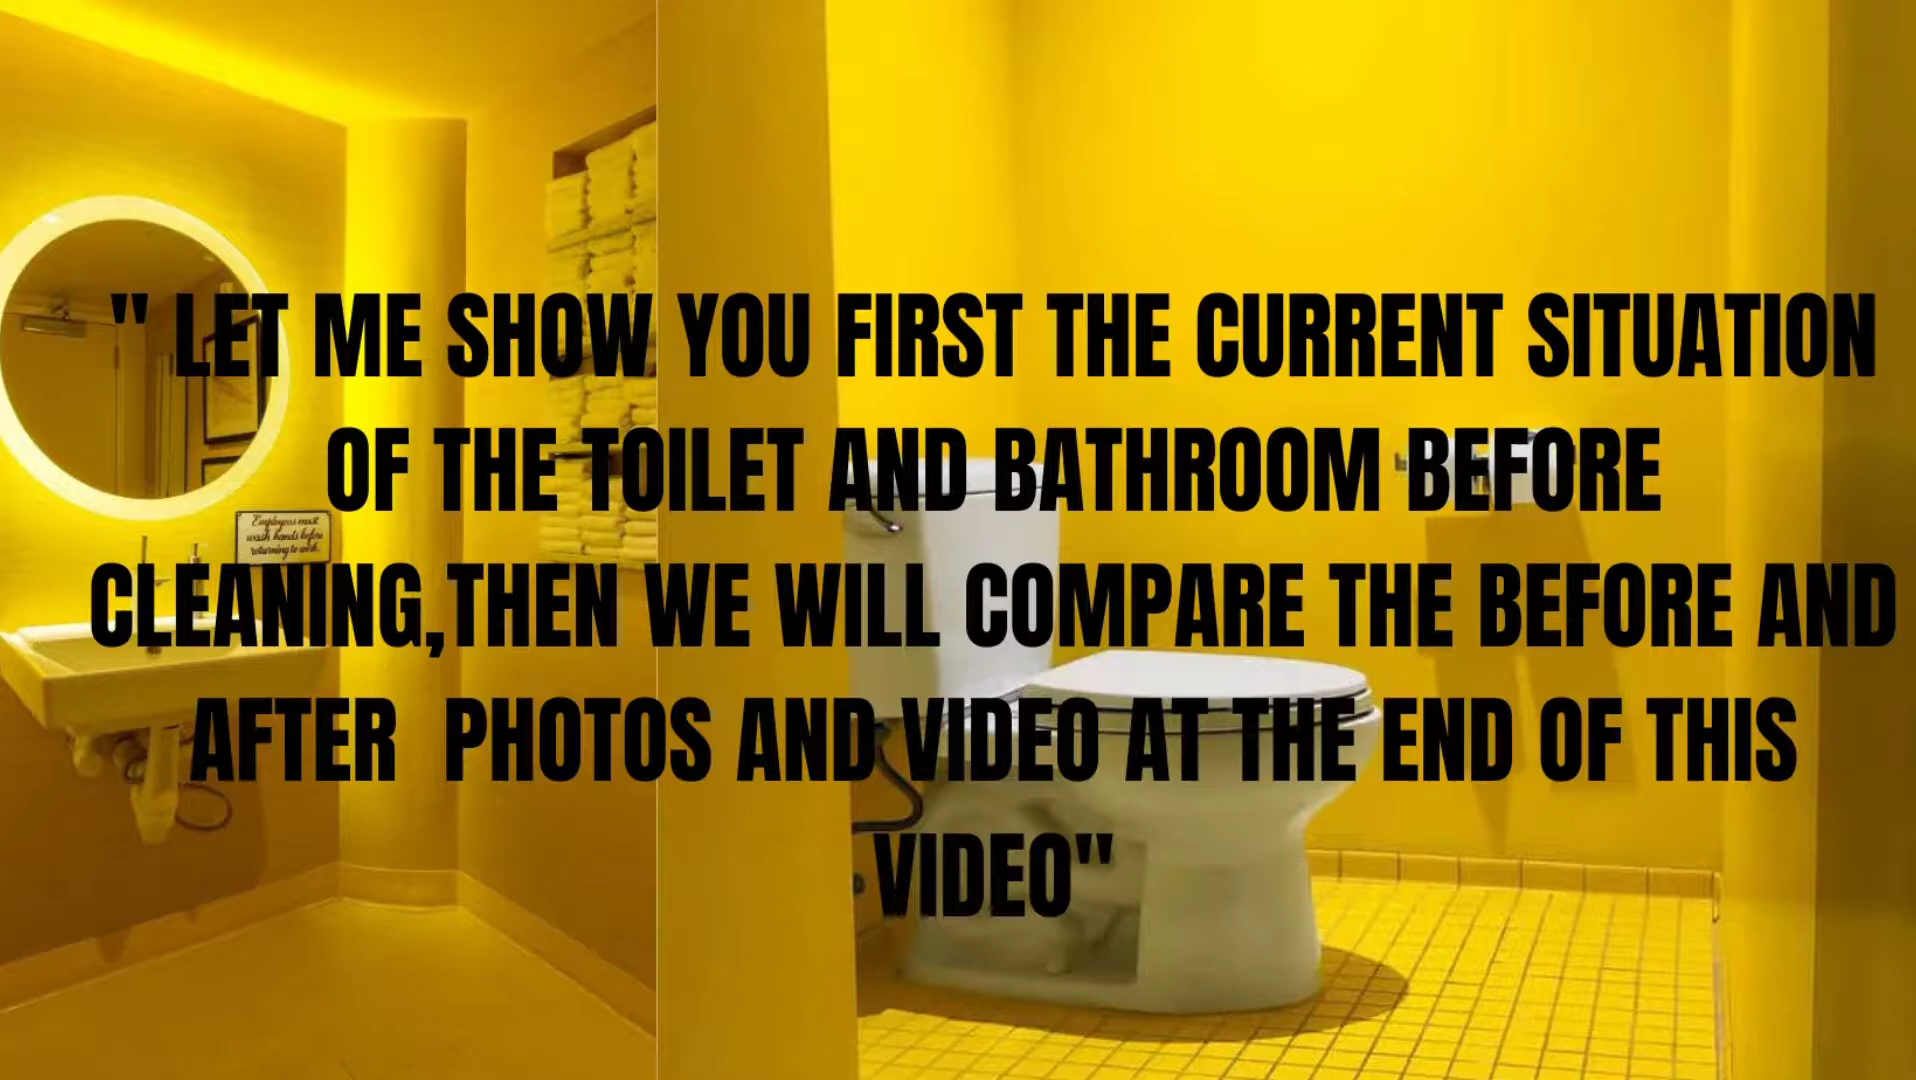 " LET ME SHOW YOU FIRST THE CURRENT SITUATION
OF THE TOILET AND BATHROOM BEFORE
CLEANING,THEN WE WILL COMPARE THE BEFORE AND
AFTER  PHOTOS AND VIDEO AT THE END OF THIS
VIDEO"
Employees must
wash hands before
returning to work.